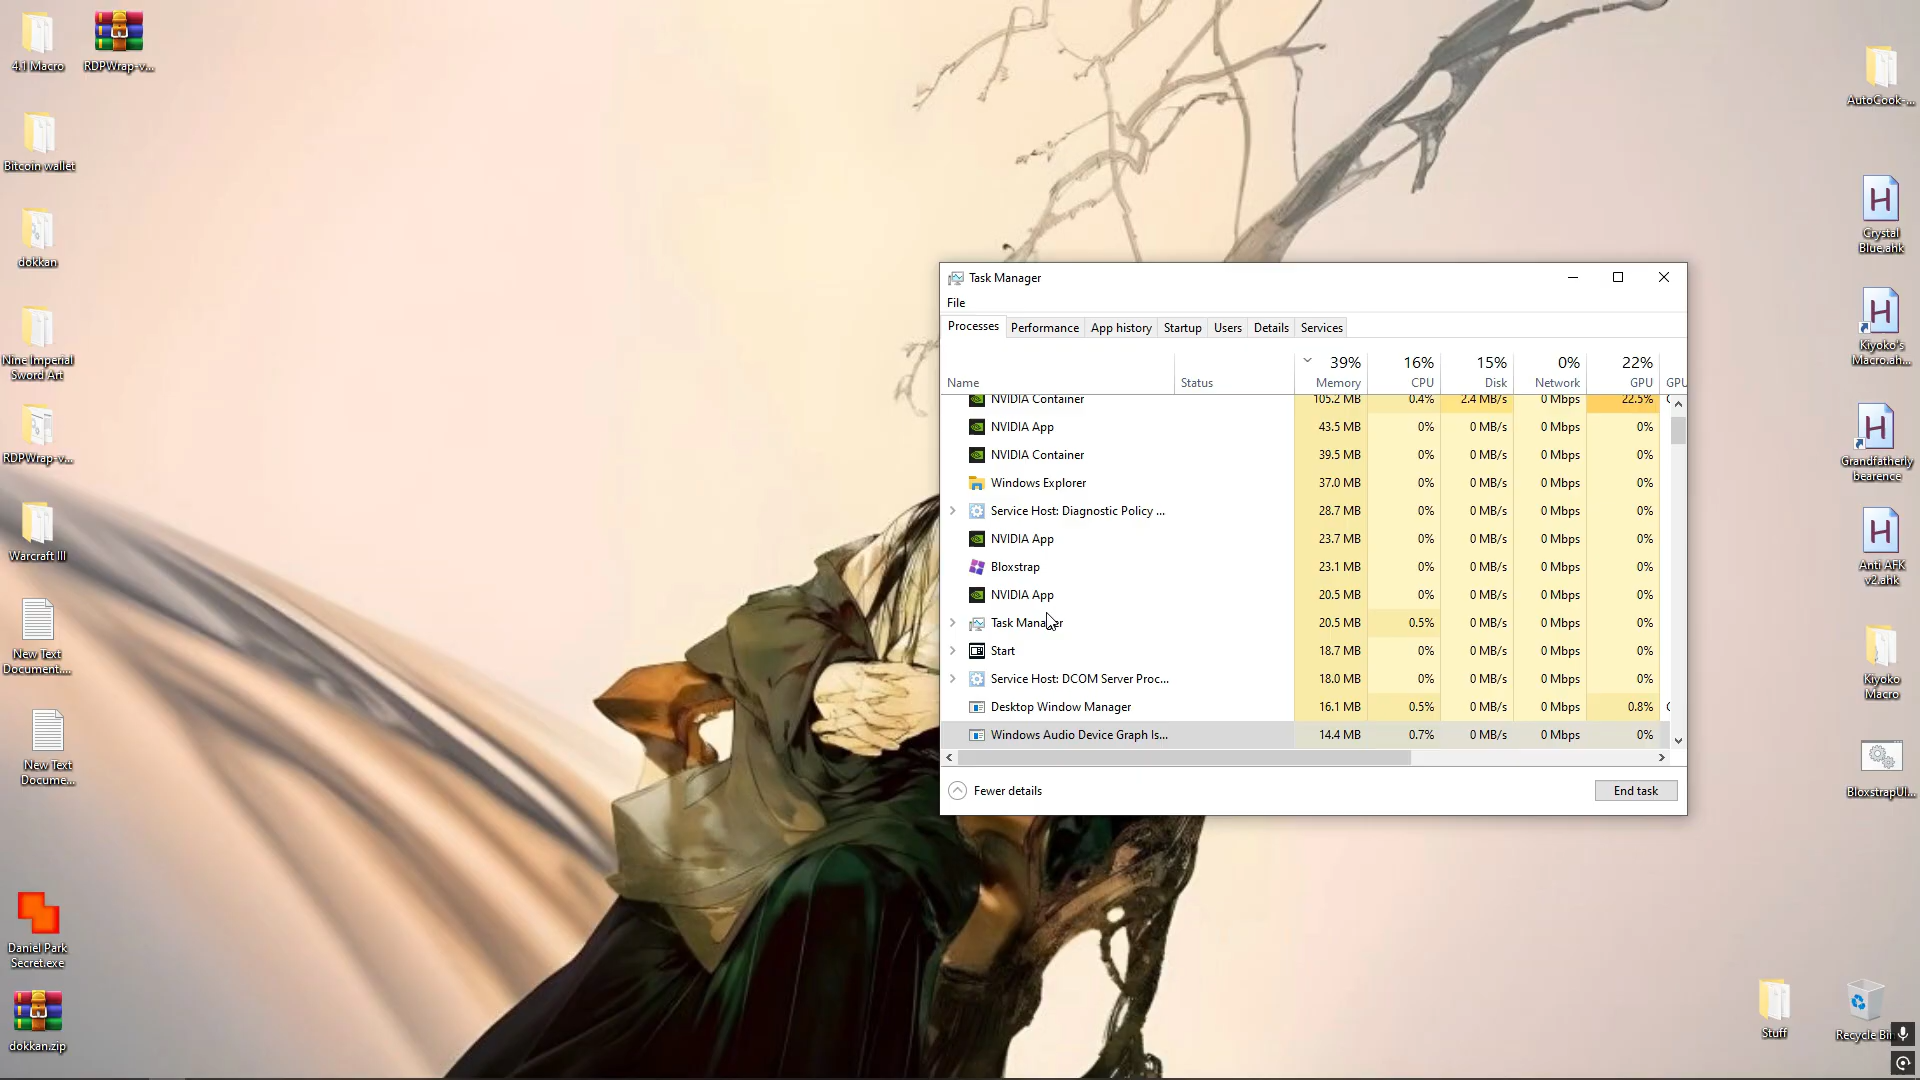 4.1 Macro
RDPWrap-v...
Bitcoin wallet
dokkan
Nine Imperial
Sword Art
RDPWrap-v...
Warcraft III
New Text
Document....
New Text
Docume...
Daniel Park
Secret.exe
dokkan.zip
Task Manager
File
Processes Performance App history Startup Users Details Services
39% 16% 15% 0% 22%
Name Status Memory CPU Disk Network GPU GPU
NVIDIA Container 105.2 MB 0.4% 2.4 MB/s 0 Mbps 22.5%
NVIDIA App 43.5 MB 0% 0 MB/s 0 Mbps 0%
NVIDIA Container 39.5 MB 0% 0 MB/s 0 Mbps 0%
Windows Explorer 37.0 MB 0% 0 MB/s 0 Mbps 0%
Service Host: Diagnostic Policy ... 28.7 MB 0% 0 MB/s 0 Mbps 0%
NVIDIA App 23.7 MB 0% 0 MB/s 0 Mbps 0%
Bloxstrap 23.1 MB 0% 0 MB/s 0 Mbps 0%
NVIDIA App 20.5 MB 0% 0 MB/s 0 Mbps 0%
Task Manager 20.5 MB 0.5% 0 MB/s 0 Mbps 0%
Start 18.7 MB 0% 0 MB/s 0 Mbps 0%
Service Host: DCOM Server Proc... 18.0 MB 0% 0 MB/s 0 Mbps 0%
Desktop Window Manager 16.1 MB 0.5% 0 MB/s 0 Mbps 0.8%
Windows Audio Device Graph Is... 14.4 MB 0.7% 0 MB/s 0 Mbps 0%
Fewer details
End task
AutoCook-...
Crystal
Blue.ahk
Kiyoko's
Macro.ah...
Grandfatherly
bearence
Anti AFK
v2.ahk
Kiyoko
Macro
BloxstrapUI...
Stuff
Recycle Bin